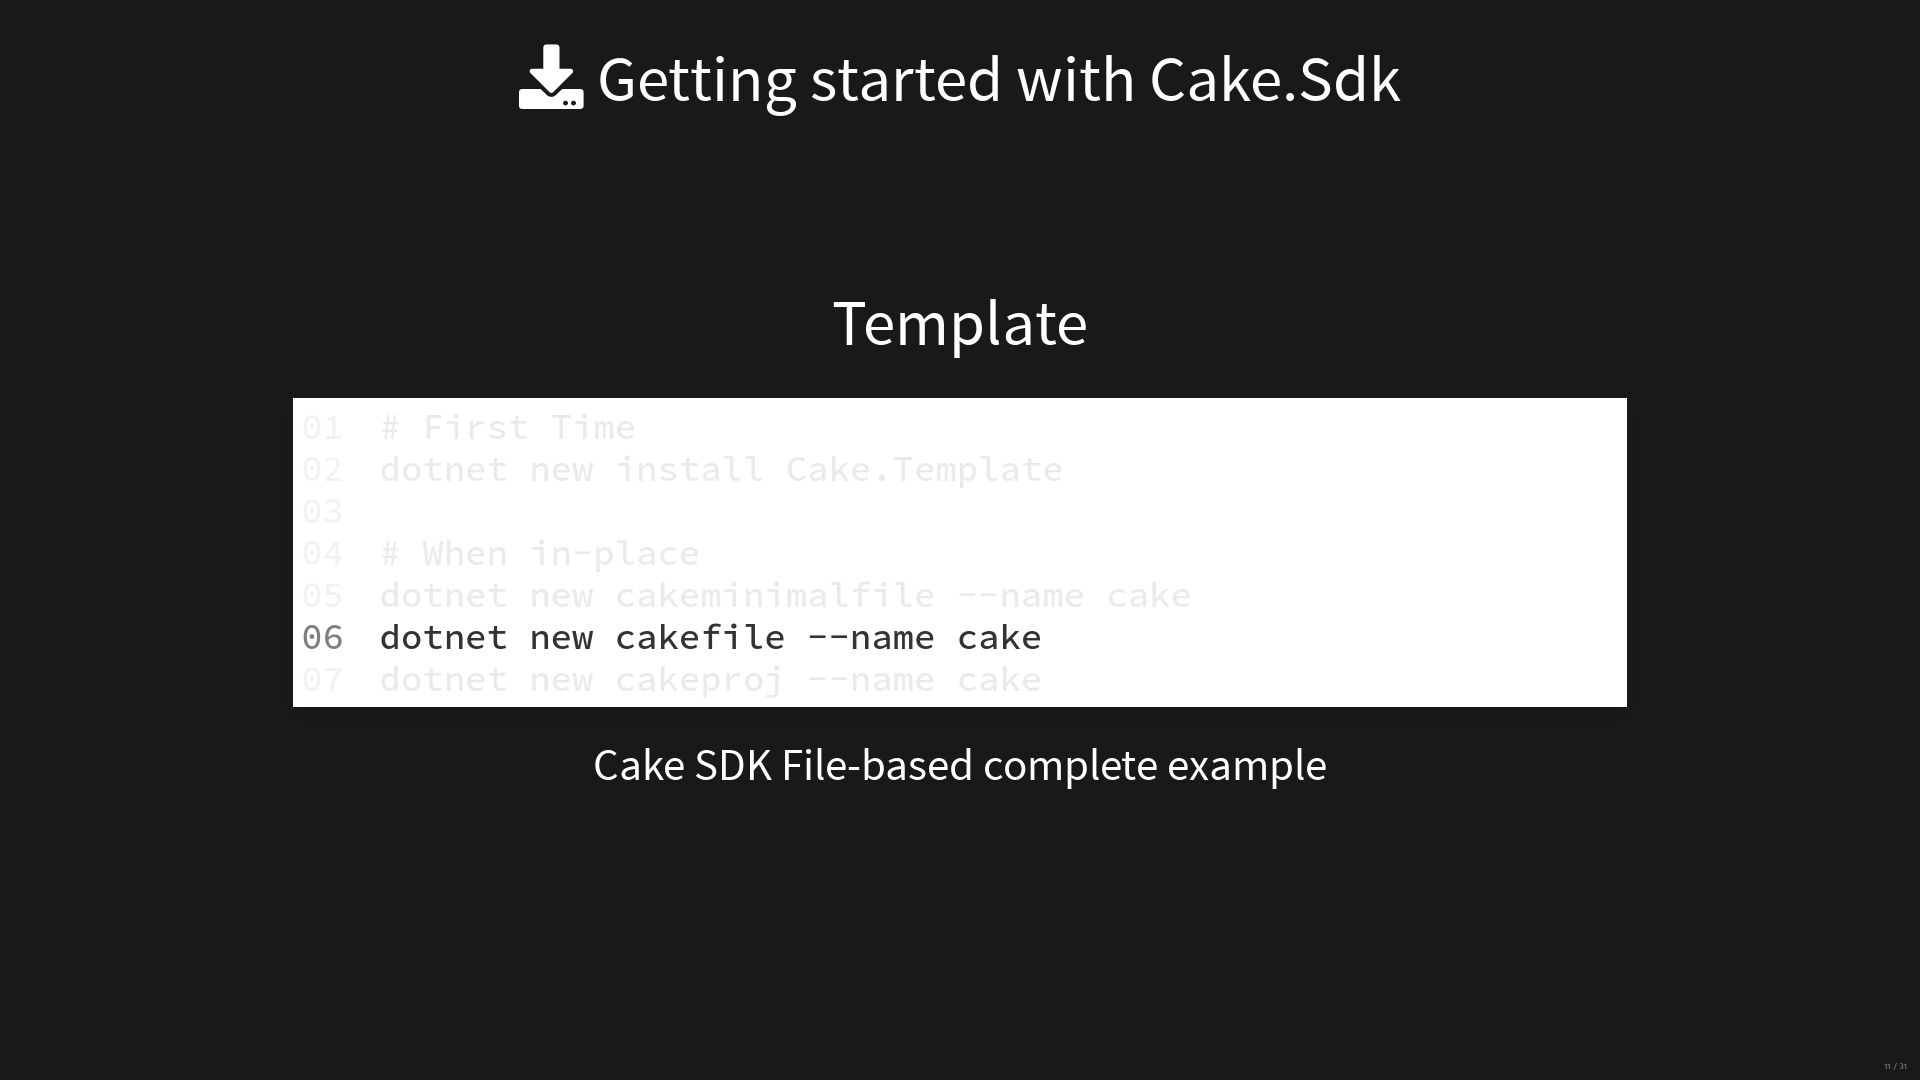 Getting started with Cake.Sdk
Template
01 # First Time
02 dotnet new install Cake.Template
03
04 # When in-place
05 dotnet new cakeminimalfile --name cake
06 dotnet new cakefile --name cake
07 dotnet new cakeproj --name cake
Cake SDK File-based complete example
11 / 31